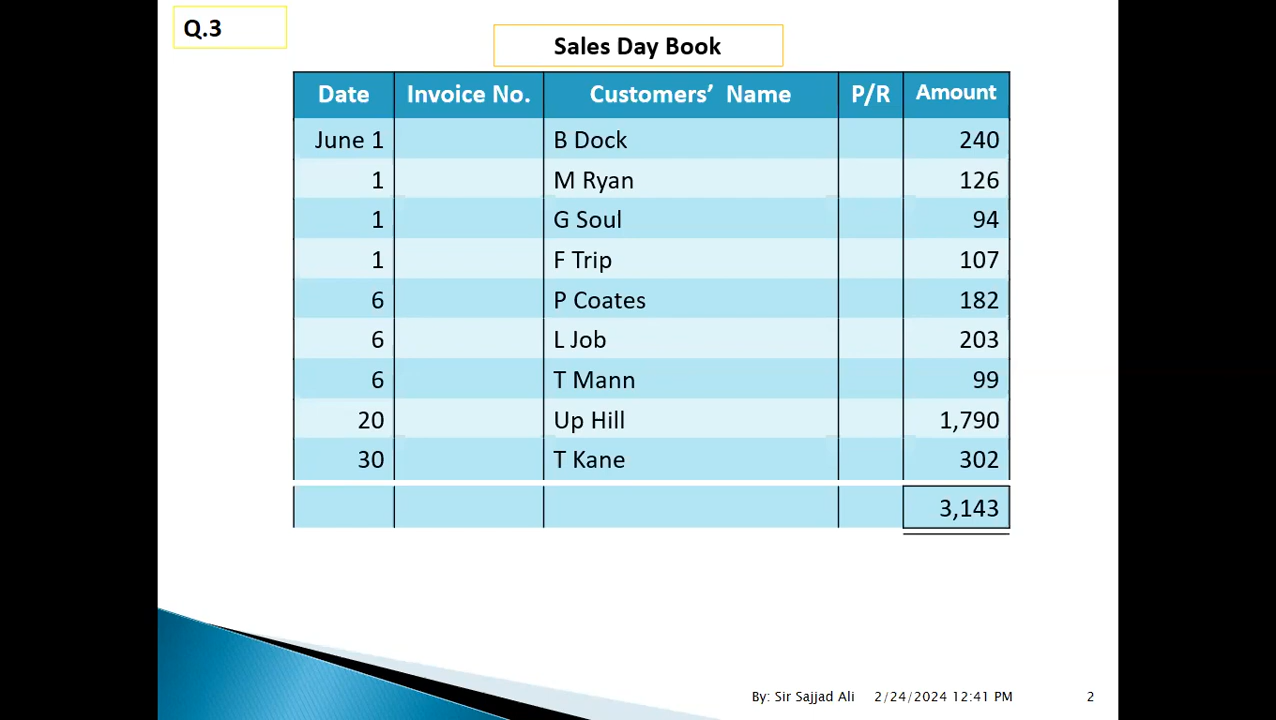 Q.3
Sales Day Book
Date Invoice No. Customers’ Name P/R Amount
June 1 B Dock 240
1 M Ryan 126
1 G Soul 94
1 F Trip 107
6 P Coates 182
6 L Job 203
6 T Mann 99
20 Up Hill 1,790
30 T Kane 302
3,143
By: Sir Sajjad Ali 2/24/2024 12:41 PM 2